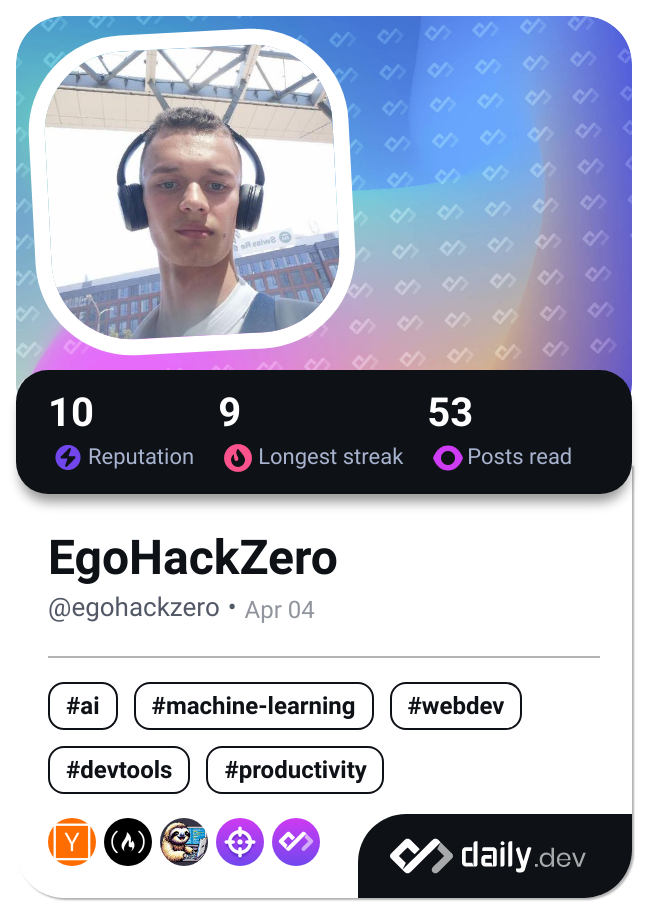 10
9
53
Reputation
Longest streak
Posts read
EgoHackZero
@egohackzero • Apr 04
#ai
#machine-learning
#webdev
#devtools
#productivity
Y
daily.dev